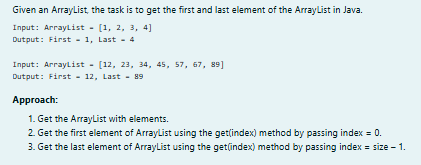 Given an ArrayList, the task is to get the first and last element of the ArrayList in Java.
Input: ArrayList = [1, 2, 3, 4]
Output: First = 1, Last = 4
Input: ArrayList = [12, 23, 34, 45, 57, 67, 89]
Output: First = 12, Last = 89
Approach:
1. Get the ArrayList with elements.
2. Get the first element of ArrayList using the get(index) method by passing index = 0.
3. Get the last element of ArrayList using the get(index) method by passing index = size – 1.